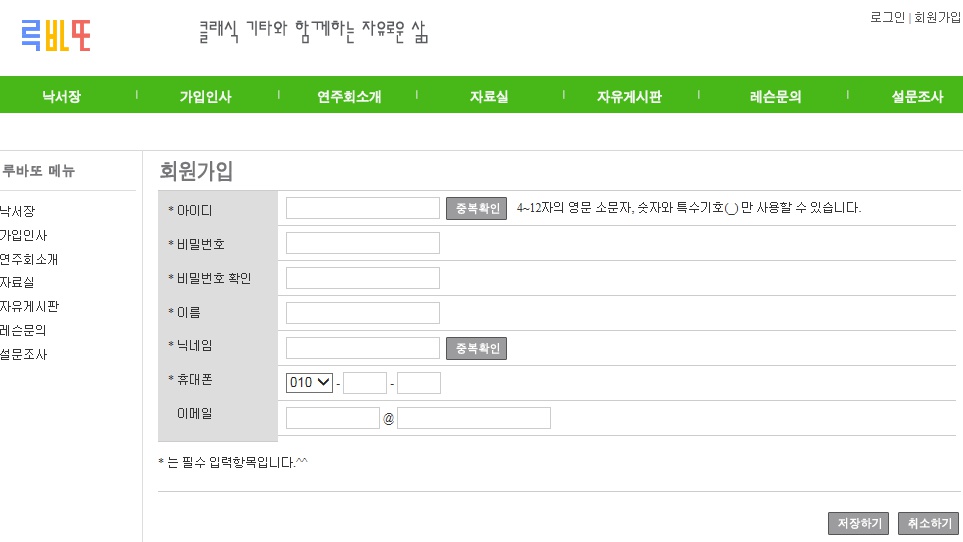 로그인 | 회원가입
룩바또 클래식 기타와 함께하는 자유로운 삶
낙서장 | 가입인사 | 연주회소개 | 자료실 | 자유게시판 | 레슨문의 | 설문조사
루바또 메뉴
낙서장
가입인사
연주회소개
자료실
자유게시판
레슨문의
설문조사
회원가입
* 아이디 중복확인 4~12자의 영문 소문자, 숫자와 특수기호(_) 만 사용할 수 있습니다.
* 비밀번호
* 비밀번호 확인
* 이름
* 닉네임 중복확인
* 휴대폰 010 - -
이메일 @
* 는 필수 입력항목입니다.^^
저장하기 취소하기